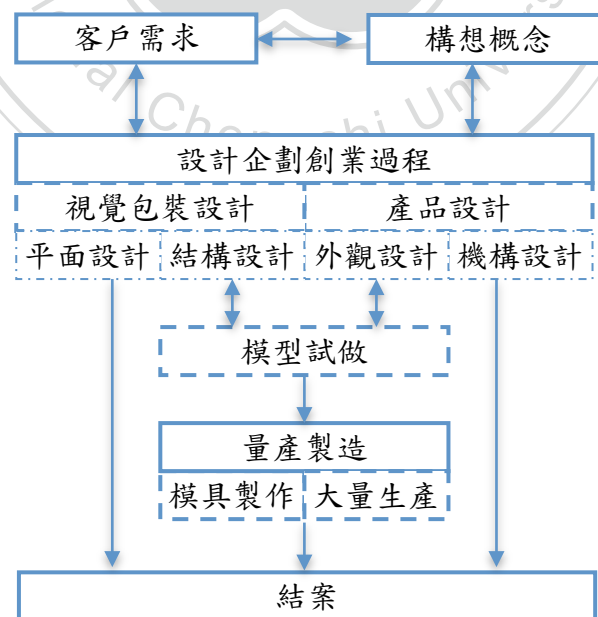 客戶需求 構想概念
設計企劃創業過程
視覺包裝設計 產品設計
平面設計 結構設計 外觀設計 機構設計
模型試做
量產製造
模具製作 大量生產
結案